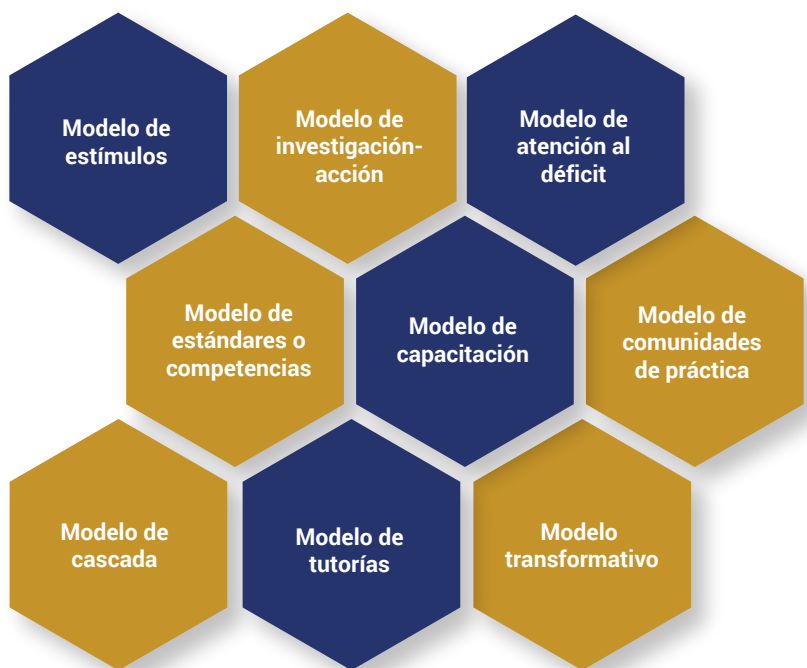 Modelo de
estímulos
Modelo de
investigación-
acción
Modelo de
atención al
déficit
Modelo de
estándares o
competencias
Modelo de
capacitación
Modelo de
comunidades
de práctica
Modelo de
cascada
Modelo de
tutorías
Modelo
transformativo